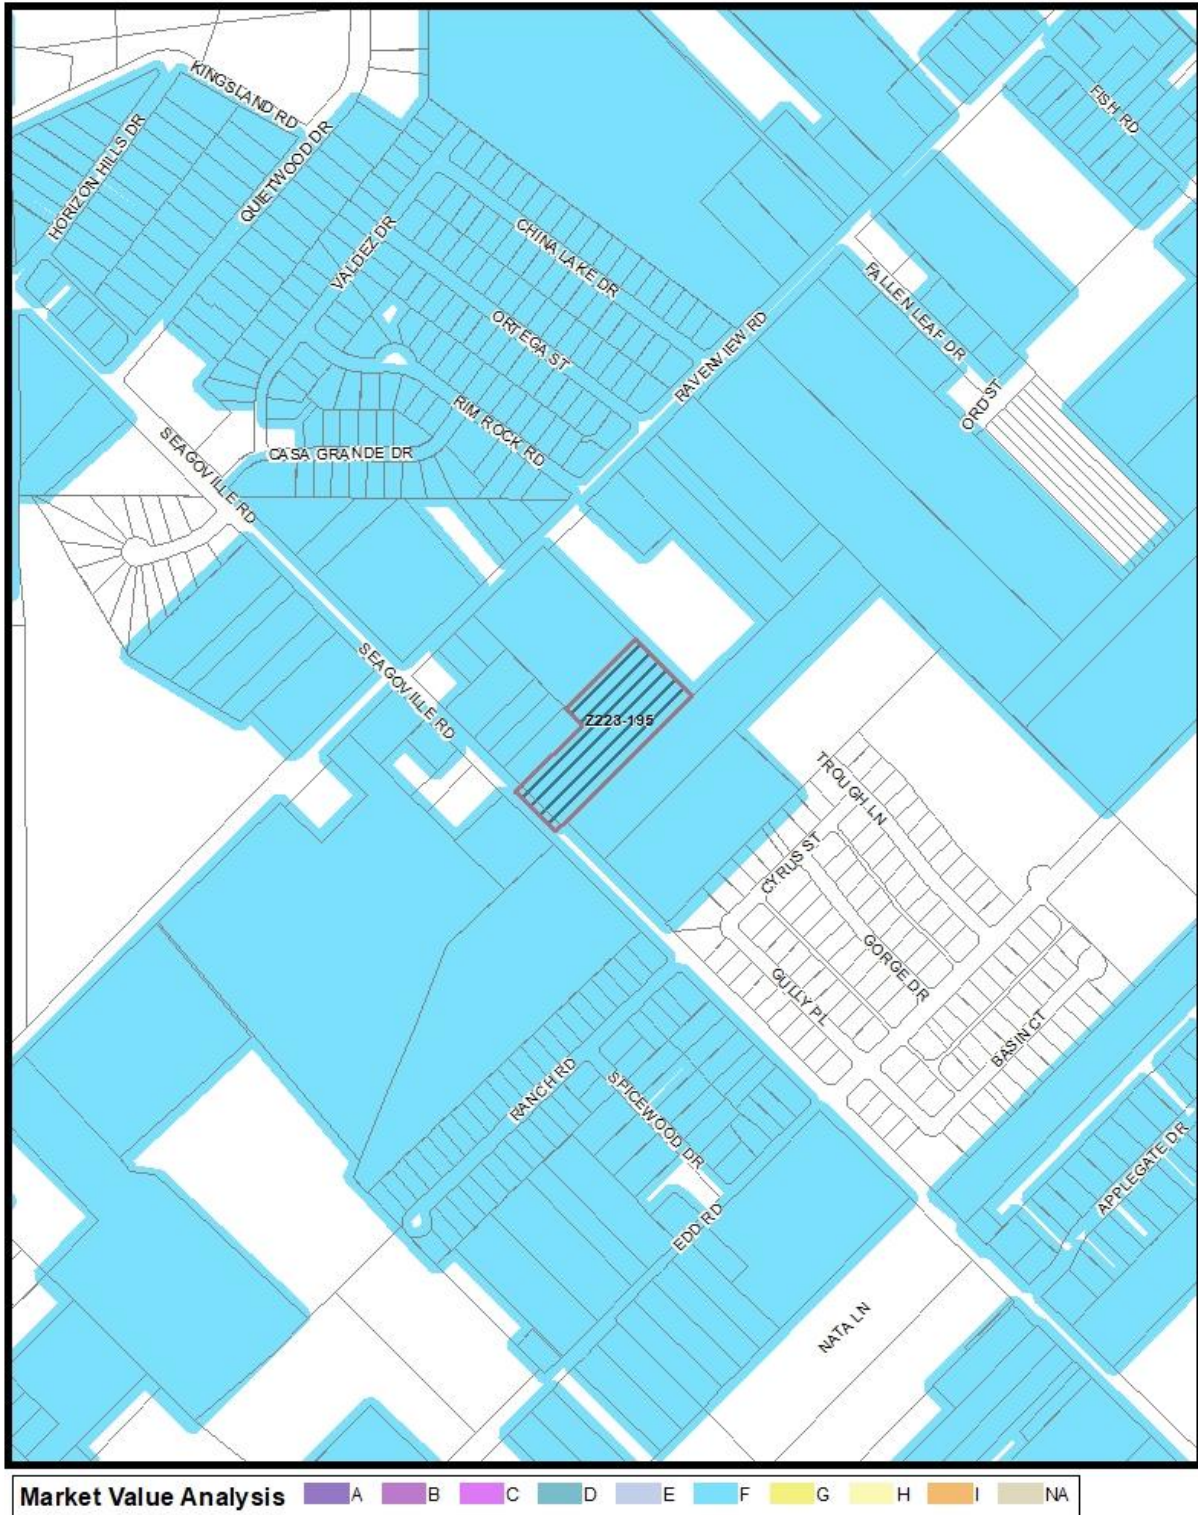 KINGSLAND RD
FISH RD
HORIZON HILLS DR
QUIETWOOD DR
VALDEZ DR
CHINA LAKE DR
FALLEN LEAF DR
ORTEGA ST
RAVENVIEW RD
ORD ST
RIM ROCK RD
SEAGOVILLE RD
CASA GRANDE DR
SEAGOVILLE RD
Z223-195
TROUGH LN
CYRUS ST
GORGE DR
GULLY PL
BASIN CT
RANCH RD
SPICEWOOD DR
APPLEGATE DR
EDD RD
NATA LN
Market Value Analysis A B C D E F G H I NA